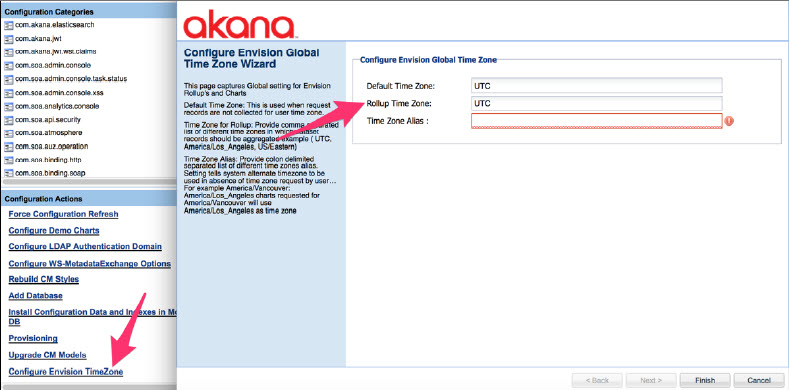 Configuration Categories
com.akana.elasticsearch
com.akana.jwt
com.akana.jwt.wst.claims
com.soa.admin.console
com.soa.admin.console.task.status
com.soa.admin.console.xss
com.soa.analytics.console
com.soa.api.security
com.soa.atmosphere
com.soa.auz.operation
com.soa.binding.http
com.soa.binding.soap
Configuration Actions
Force Configuration Refresh
Configure Demo Charts
Configure LDAP Authentication Domain
Configure WS-MetadataExchange Options
Rebuild CM Styles
Add Database
Install Configuration Data and Indexes in Mo
DB
Provisioning
Upgrade CM Models
Configure Envision TimeZone
akana
Configure Envision Global
Time Zone Wizard
This page captures Global setting for Envision
Rollup's and Charts
Default Time Zone: This is used when request
records are not collected for user time zone.
Time Zone for Rollup: Provide comma separated
list of different time zones in which dataset
records should be aggregated example ( UTC,
America/Los_Angeles, US/Eastern)
Time Zone Alias: Provide colon delimited
separated list of different time zones alias.
Setting tells system alternate timezone to be
used in absence of time zone request by user…
For example America/Vancouver:
America/Los_Angeles charts requested for
America/Vancouver will use
America/Los_Angeles as time zone
Configure Envision Global Time Zone
Default Time Zone: UTC
Rollup Time Zone: UTC
Time Zone Alias :
< Back Next > Finish Cancel